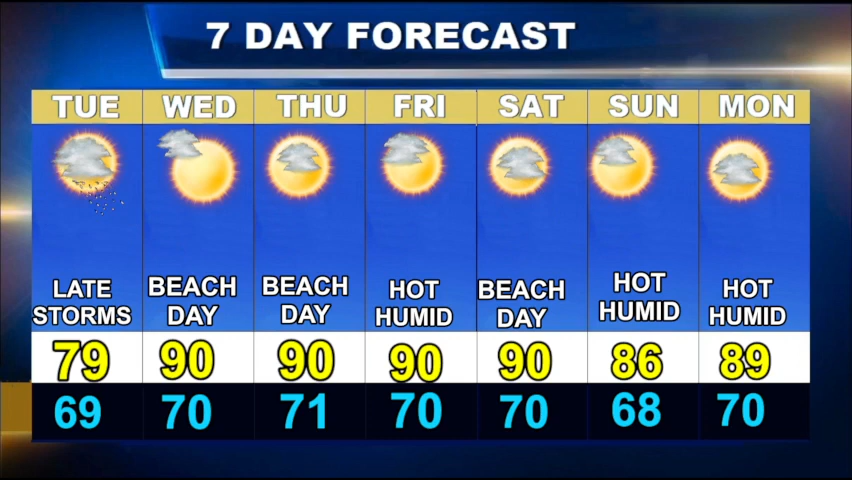 7 DAY FORECAST
TUE WED THU FRI SAT SUN MON
LATE STORMS BEACH DAY BEACH DAY HOT HUMID BEACH DAY HOT HUMID HOT HUMID
79 90 90 90 90 86 89
69 70 71 70 70 68 70